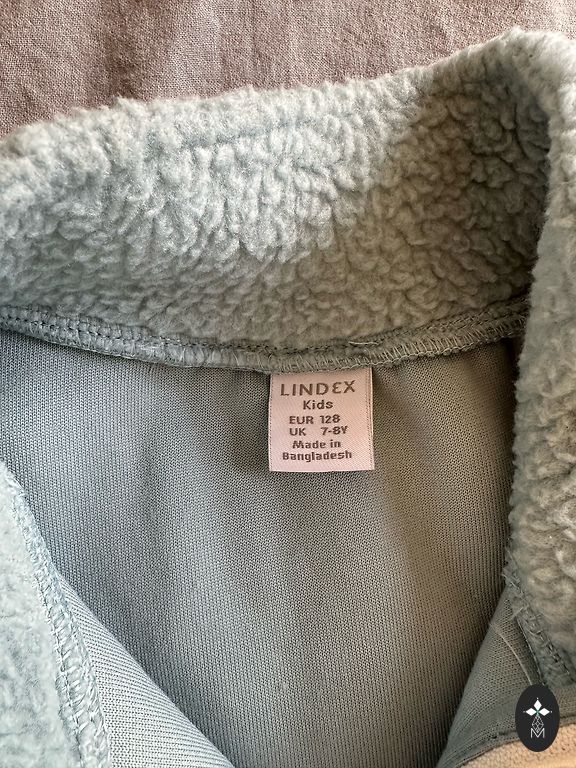 LINDEX
Kids
EUR 128
UK 7-8Y
Made in
Bangladesh